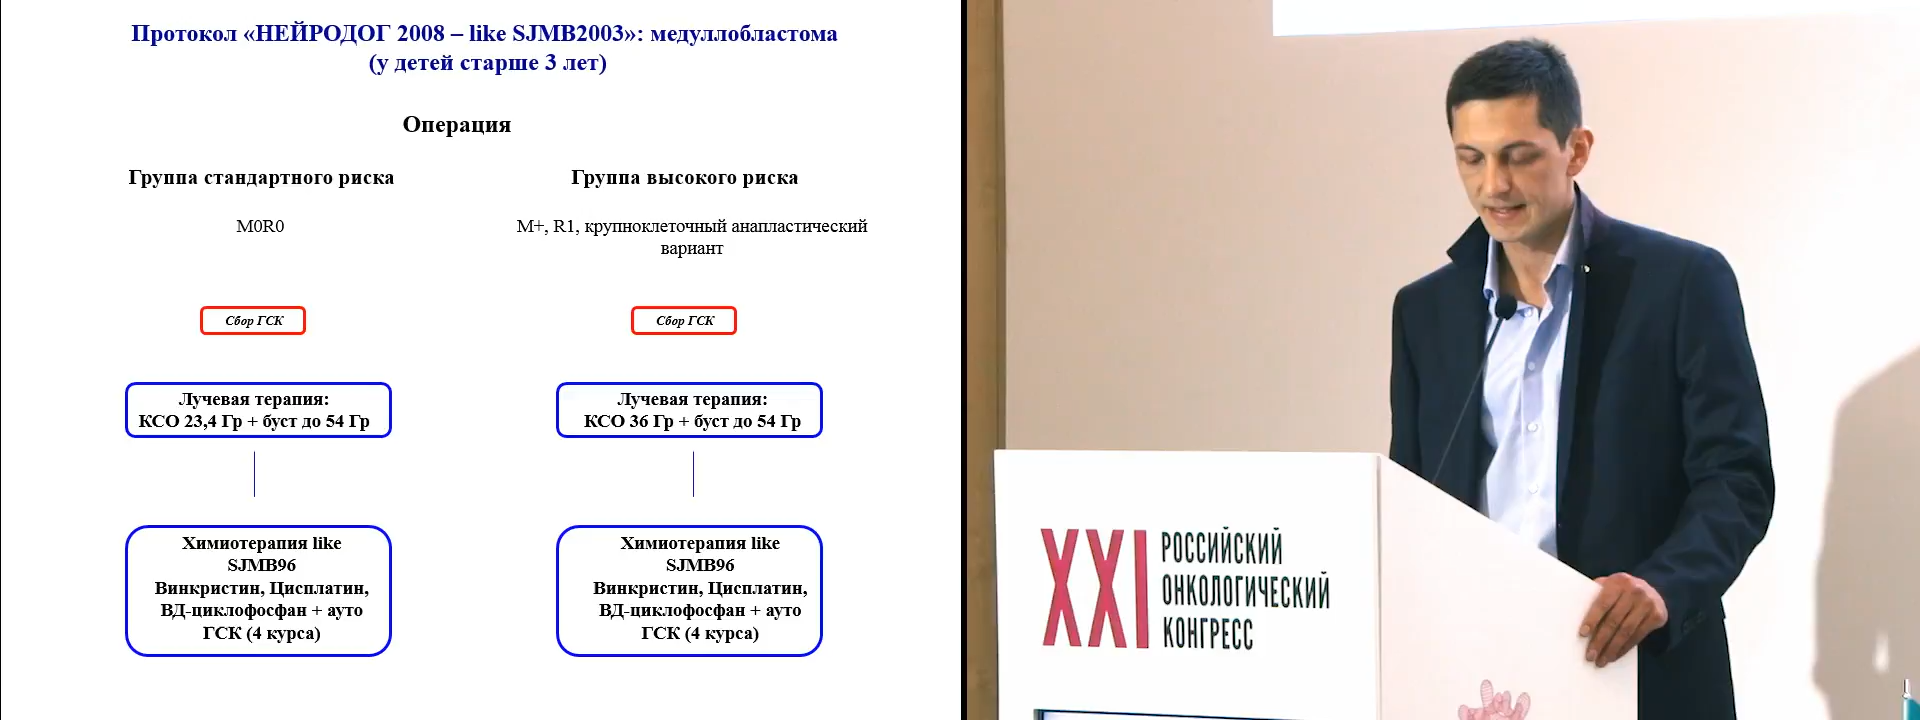 Протокол «НЕЙРОДОГ 2008 – like SJMB2003»: медуллобластома
(у детей старше 3 лет)
Операция
Группа стандартного риска
M0R0
Сбор ГСК
Лучевая терапия:
КСО 23,4 Гр + буст до 54 Гр
Химиотерапия like
SJMB96
Винкристин, Цисплатин,
ВД-циклофосфан + ауто
ГСК (4 курса)
Группа высокого риска
M+, R1, крупноклеточный анапластический
вариант
Сбор ГСК
Лучевая терапия:
КСО 36 Гр + буст до 54 Гр
Химиотерапия like
SJMB96
Винкристин, Цисплатин,
ВД-циклофосфан + ауто
ГСК (4 курса)
XXI
РОССИЙСКИЙ
ОНКОЛОГИЧЕСКИЙ
КОНГРЕСС